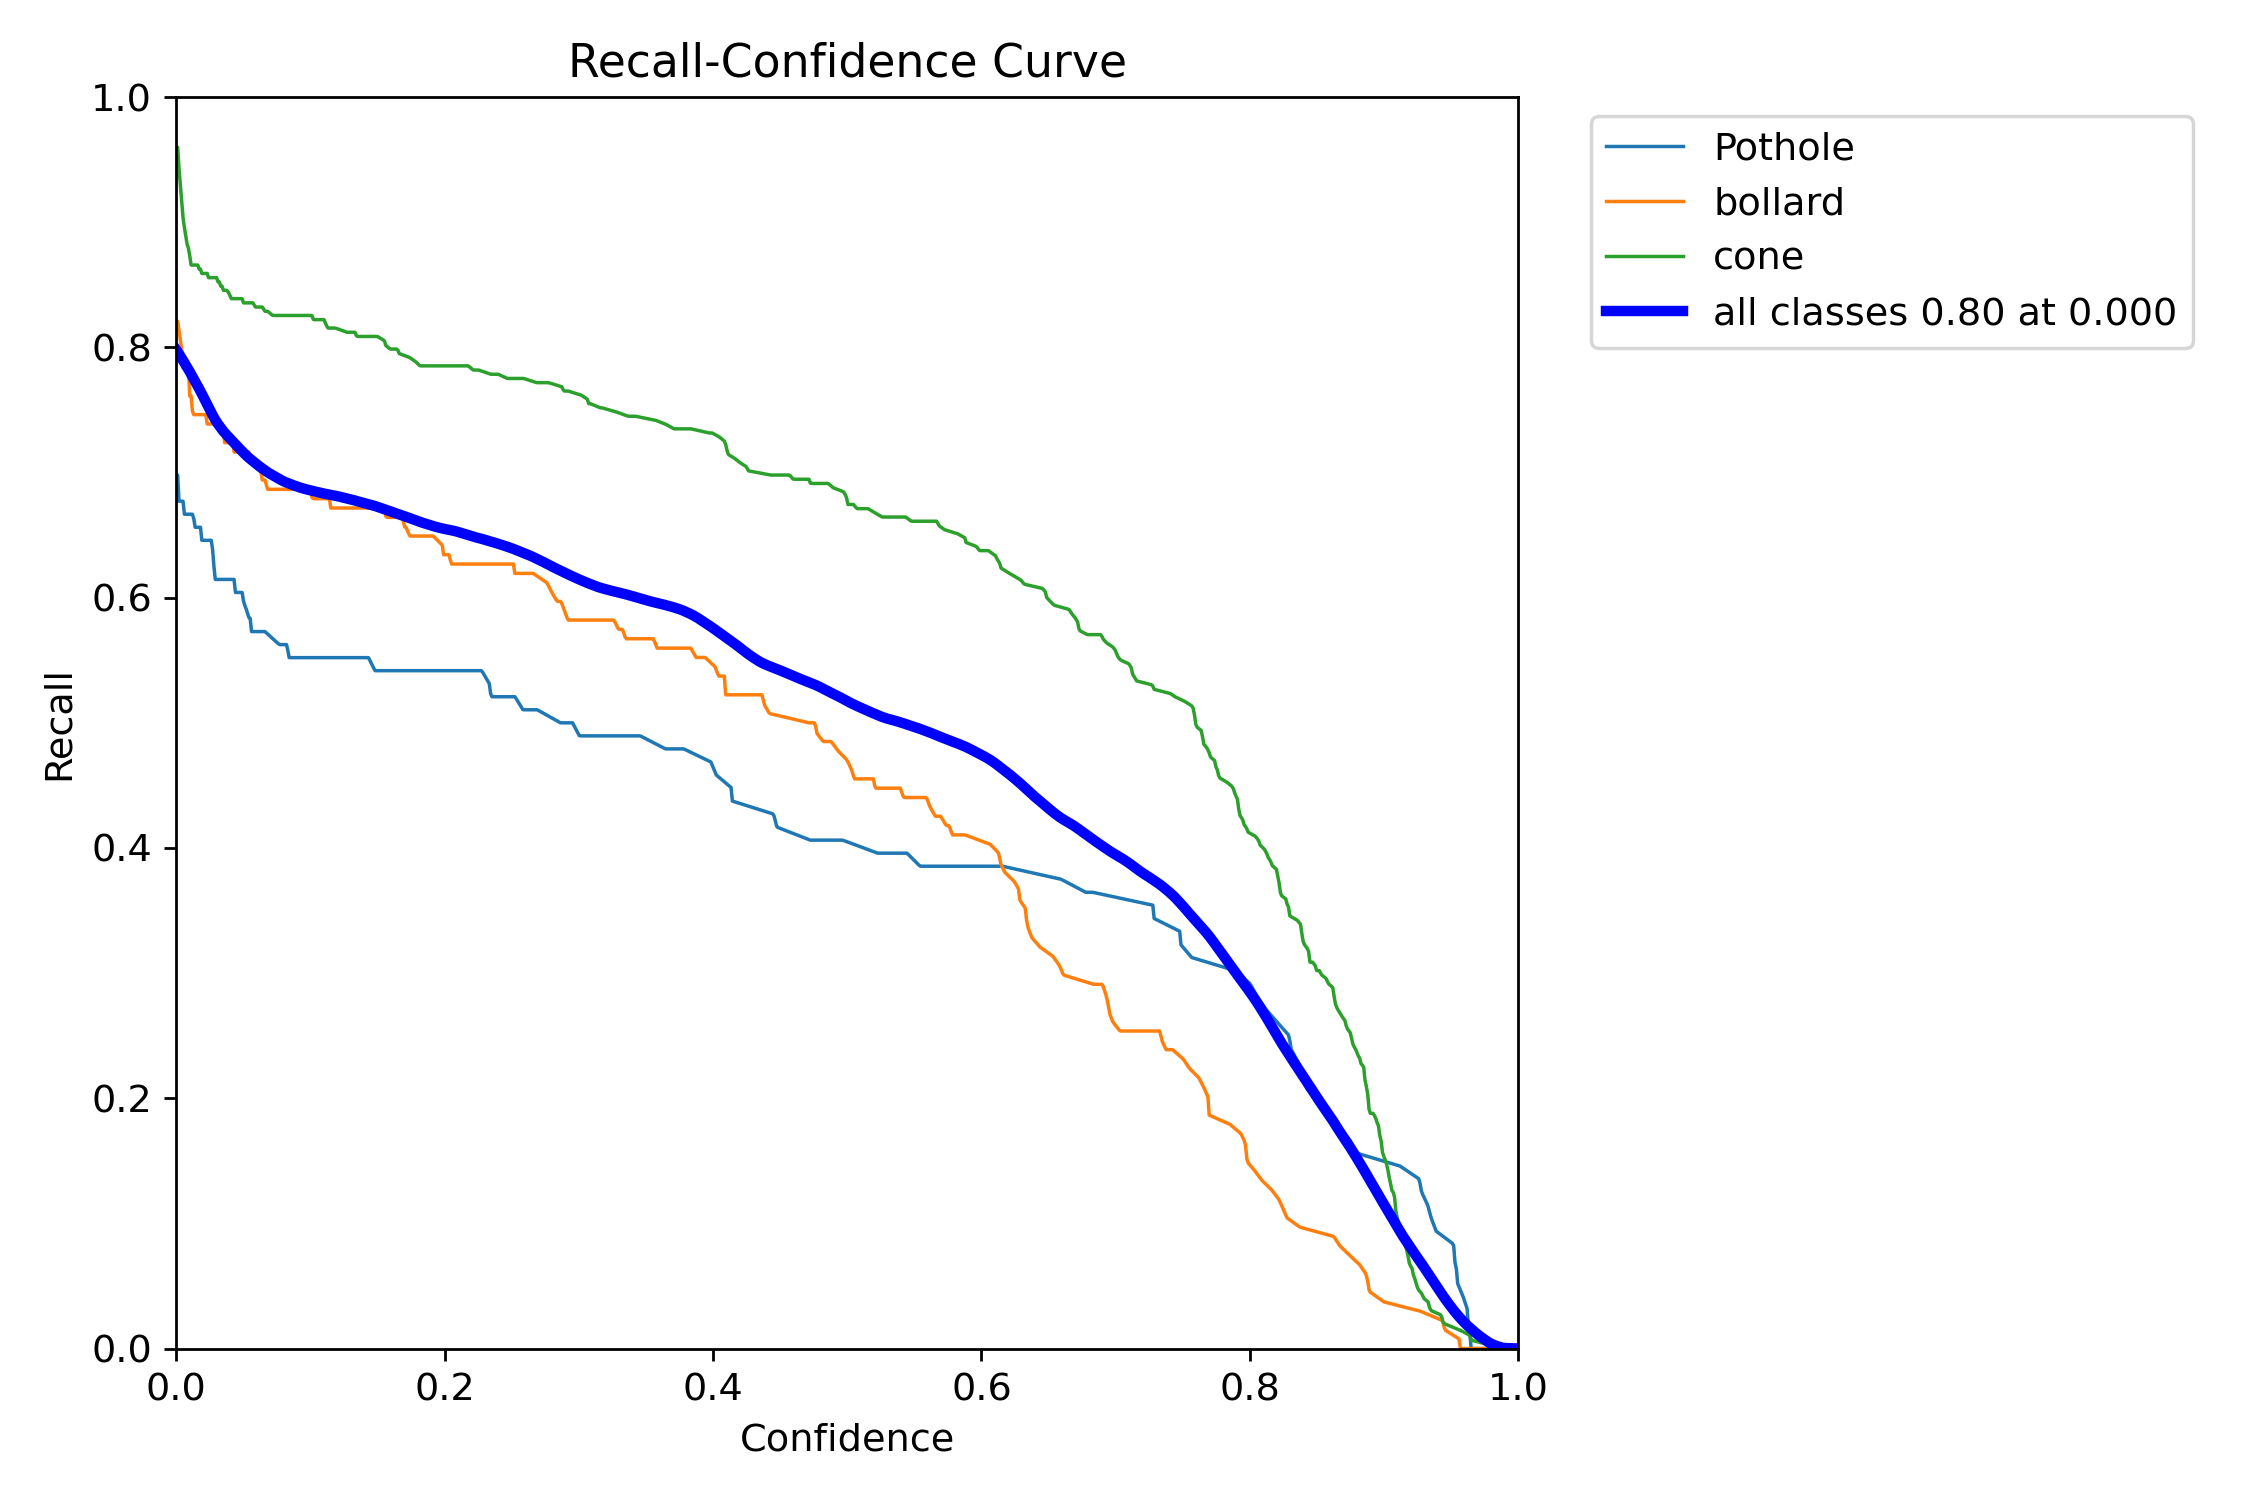 Recall-Confidence Curve
1.0
0.8
0.6
0.4
0.2
0.0
Recall
0.0 0.2 0.4 0.6 0.8 1.0
Confidence
Pothole
bollard
cone
all classes 0.80 at 0.000